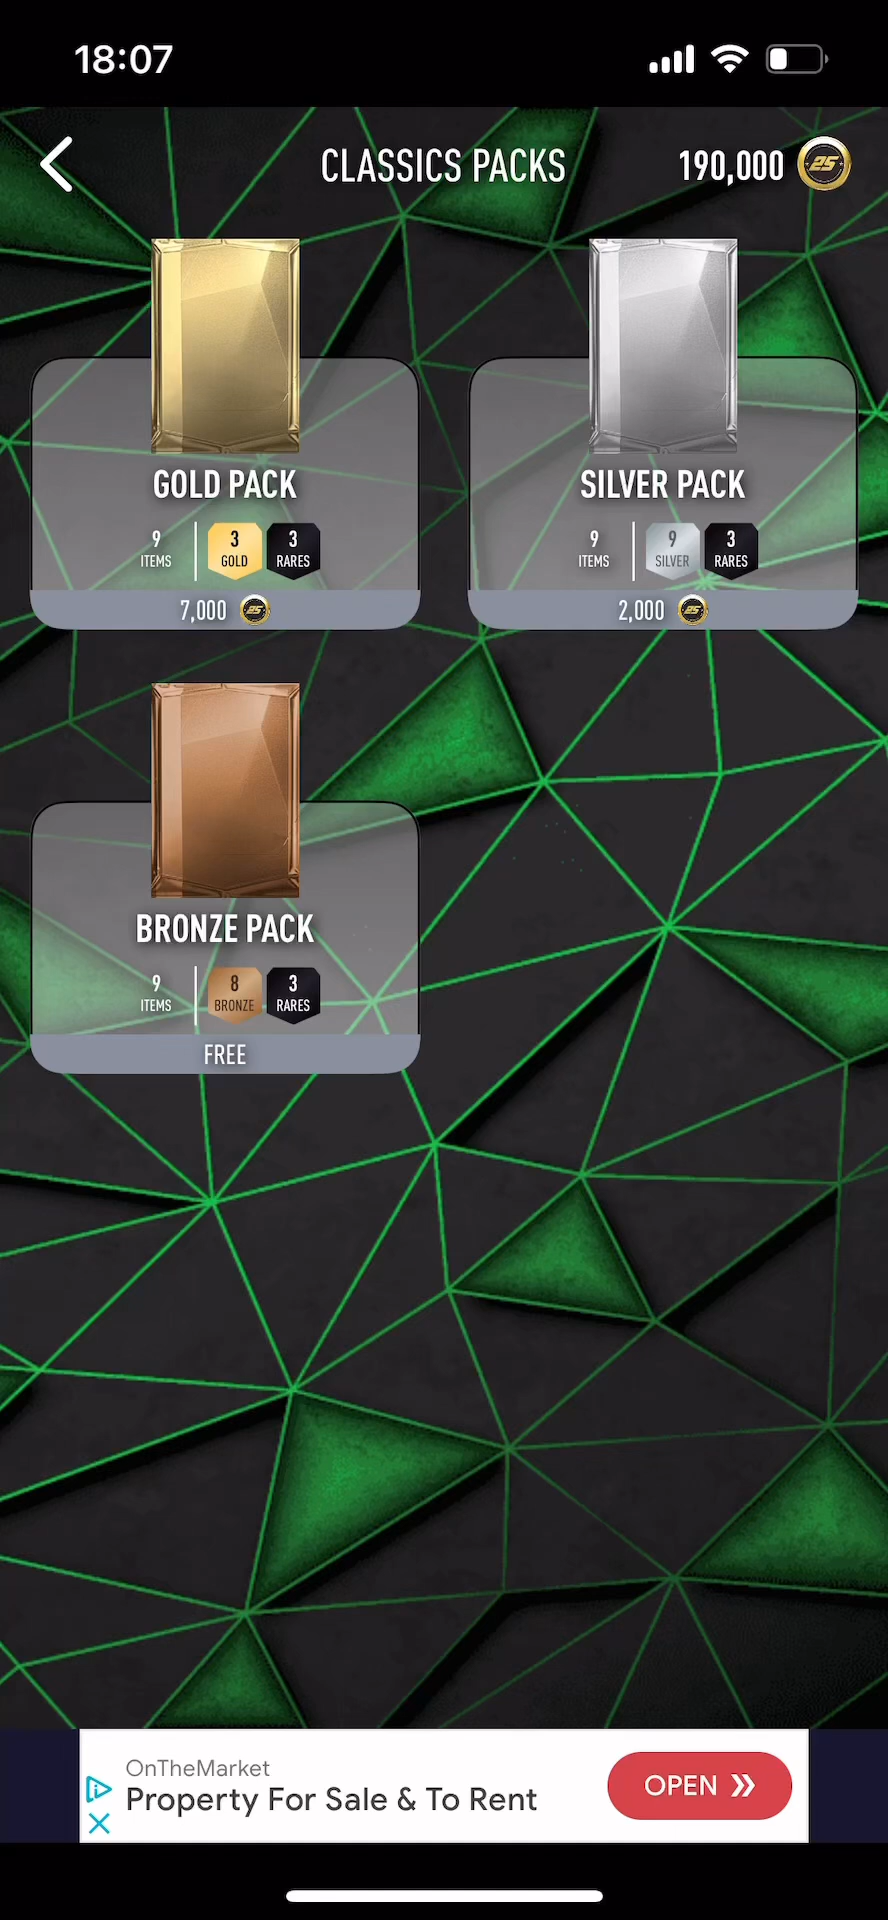 18:07
CLASSICS PACKS
190,000 25
GOLD PACK
9 ITEMS
3 GOLD
3 RARES
7,000 25
SILVER PACK
9 ITEMS
9 SILVER
3 RARES
2,000 25
BRONZE PACK
9 ITEMS
8 BRONZE
3 RARES
FREE
OnTheMarket
Property For Sale & To Rent
OPEN